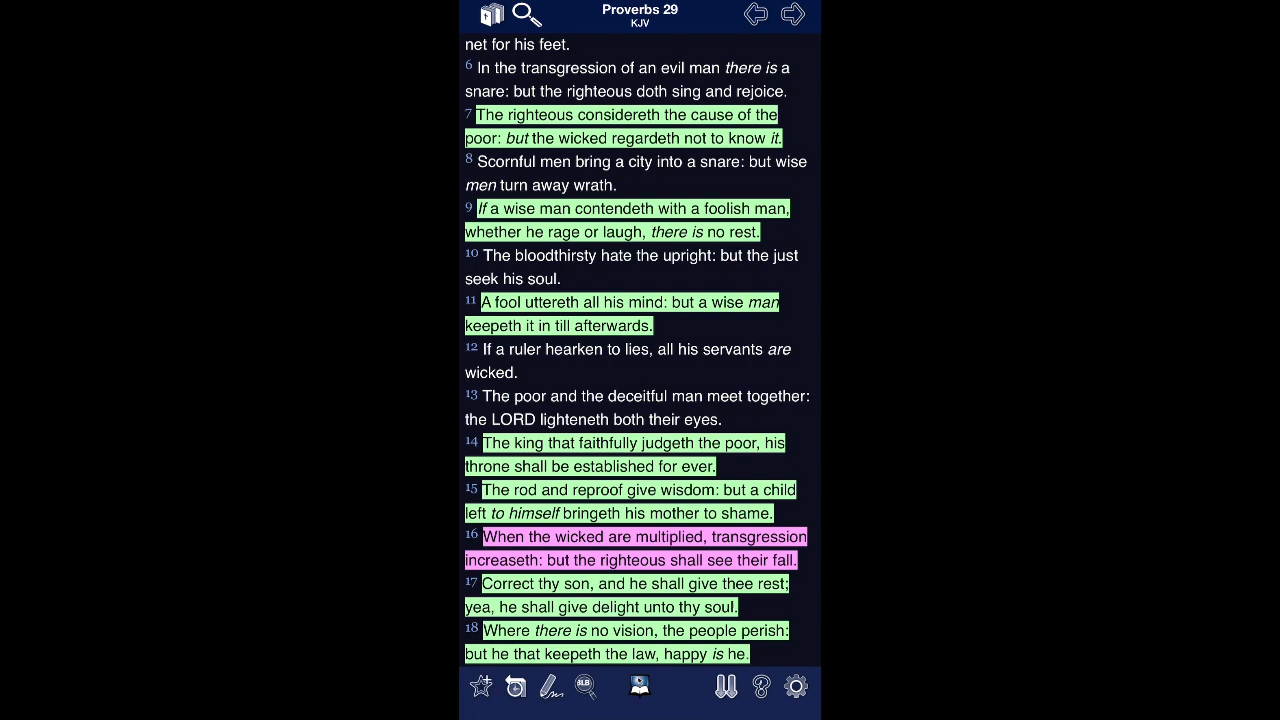 Proverbs 29
KJV
net for his feet.
6 In the transgression of an evil man there is a
snare: but the righteous doth sing and rejoice.
7 The righteous considereth the cause of the
poor: but the wicked regardeth not to know it.
8 Scornful men bring a city into a snare: but wise
men turn away wrath.
9 If a wise man contendeth with a foolish man,
whether he rage or laugh, there is no rest.
10 The bloodthirsty hate the upright: but the just
seek his soul.
11 A fool uttereth all his mind: but a wise man
keepeth it in till afterwards.
12 If a ruler hearken to lies, all his servants are
wicked.
13 The poor and the deceitful man meet together:
the LORD lighteneth both their eyes.
14 The king that faithfully judgeth the poor, his
throne shall be established for ever.
15 The rod and reproof give wisdom: but a child
left to himself bringeth his mother to shame.
16 When the wicked are multiplied, transgression
increaseth: but the righteous shall see their fall.
17 Correct thy son, and he shall give thee rest;
yea, he shall give delight unto thy soul.
18 Where there is no vision, the people perish:
but he that keepeth the law, happy is he.
BLB